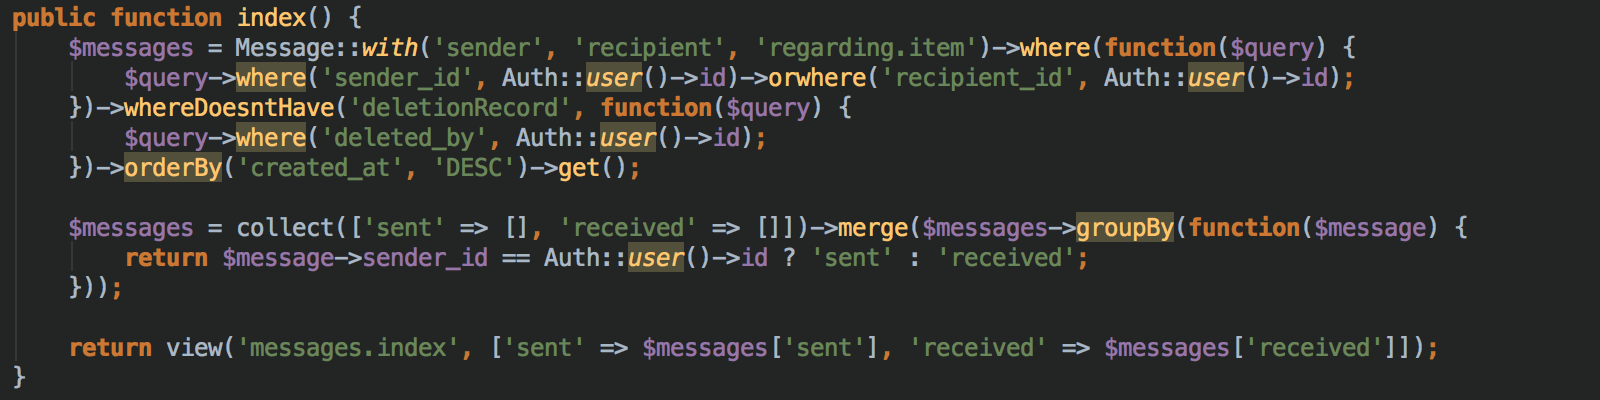 public function index() {
    $messages = Message::with('sender', 'recipient', 'regarding.item')->where(function($query) {
        $query->where('sender_id', Auth::user()->id)->orwhere('recipient_id', Auth::user()->id);
    })->whereDoesntHave('deletionRecord', function($query) {
        $query->where('deleted_by', Auth::user()->id);
    })->orderBy('created_at', 'DESC')->get();

    $messages = collect(['sent' => [], 'received' => []])->merge($messages->groupBy(function($message) {
        return $message->sender_id == Auth::user()->id ? 'sent' : 'received';
    }));

    return view('messages.index', ['sent' => $messages['sent'], 'received' => $messages['received']]);
}